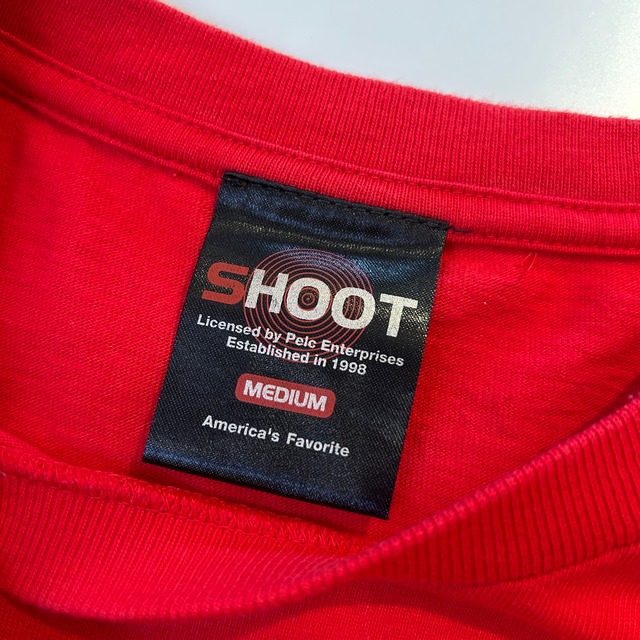 SHOOT
Licensed by Pelc Enterprises
Established in 1998
MEDIUM
America's Favorite